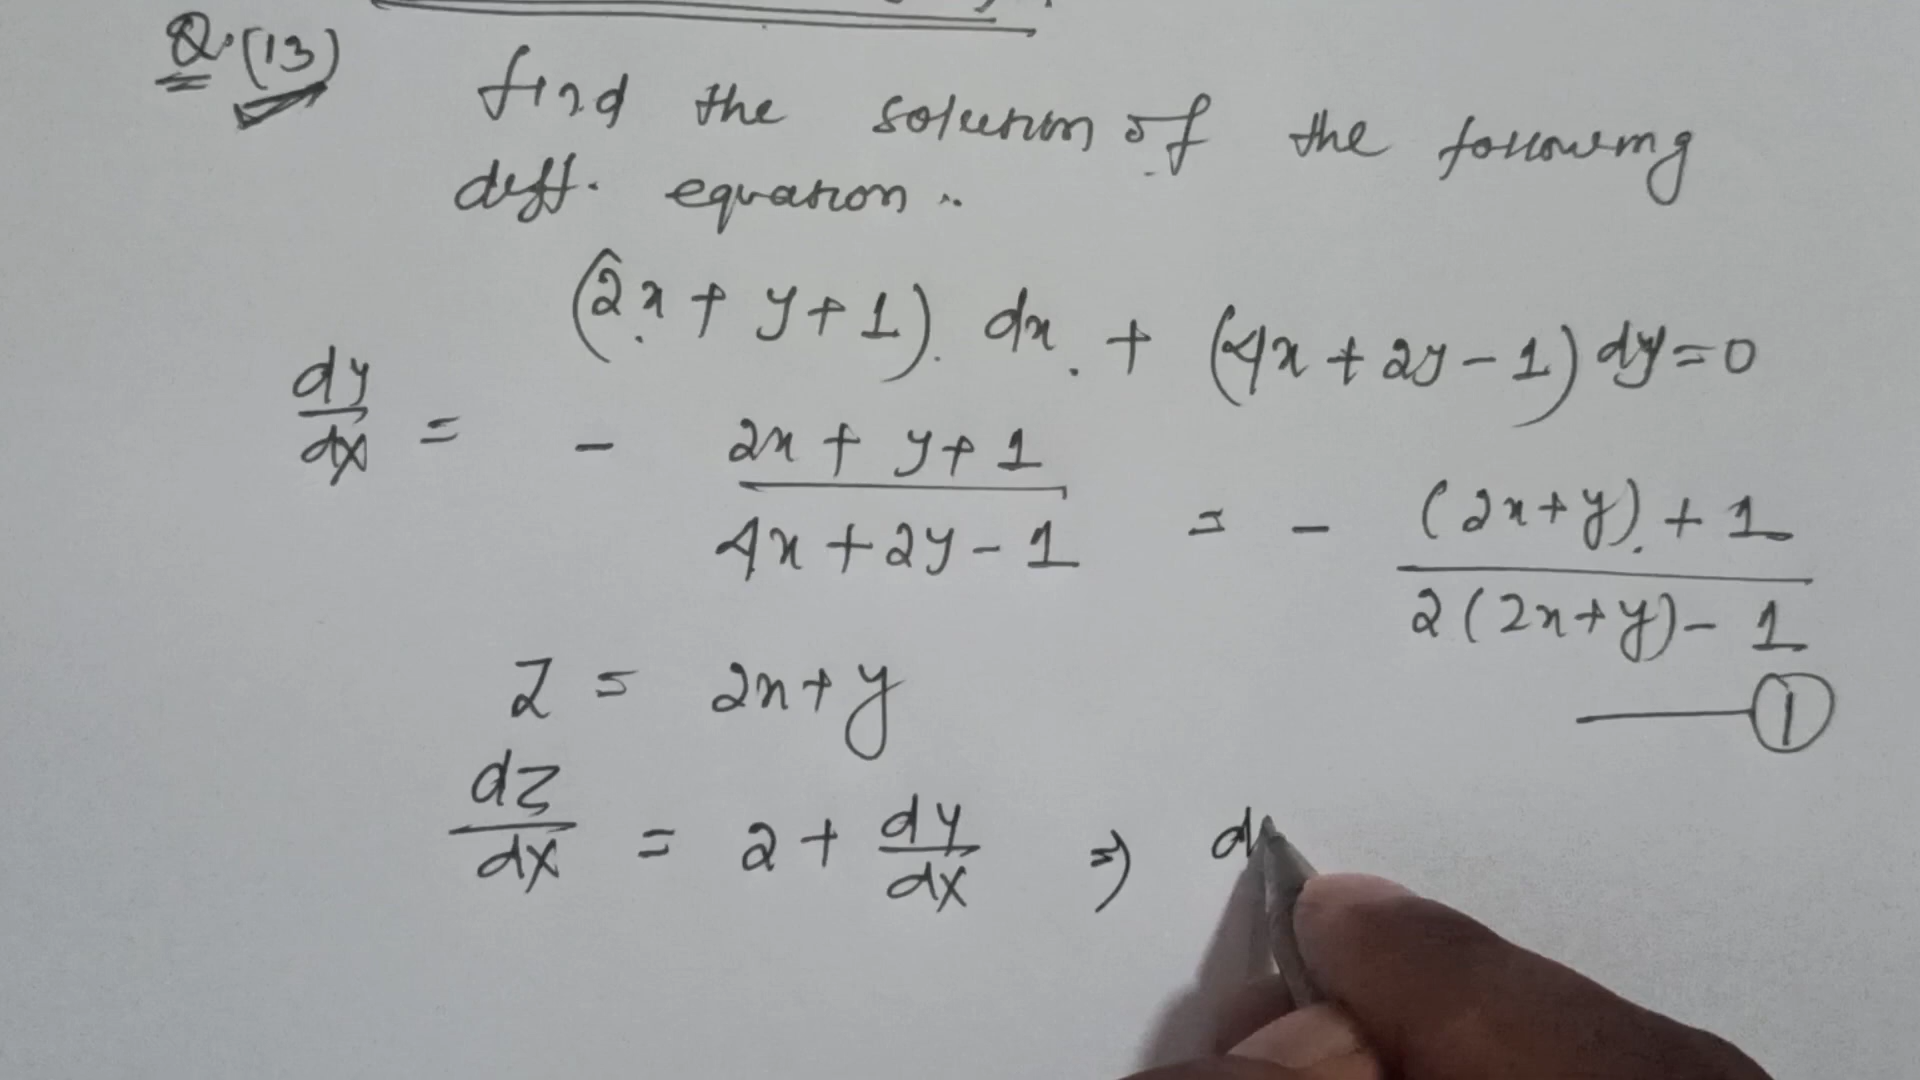 Q.(13) find the solution of the following
diff. equation..
(2x + y + 1). dx. + (4x + 2y - 1) dy = 0
dy/dx = - (2x + y + 1)/(4x + 2y - 1) = - ((2x + y). + 1)/(2(2x + y) - 1)
——①
Z = 2x + y
dz/dx = 2 + dy/dx ⇒ d